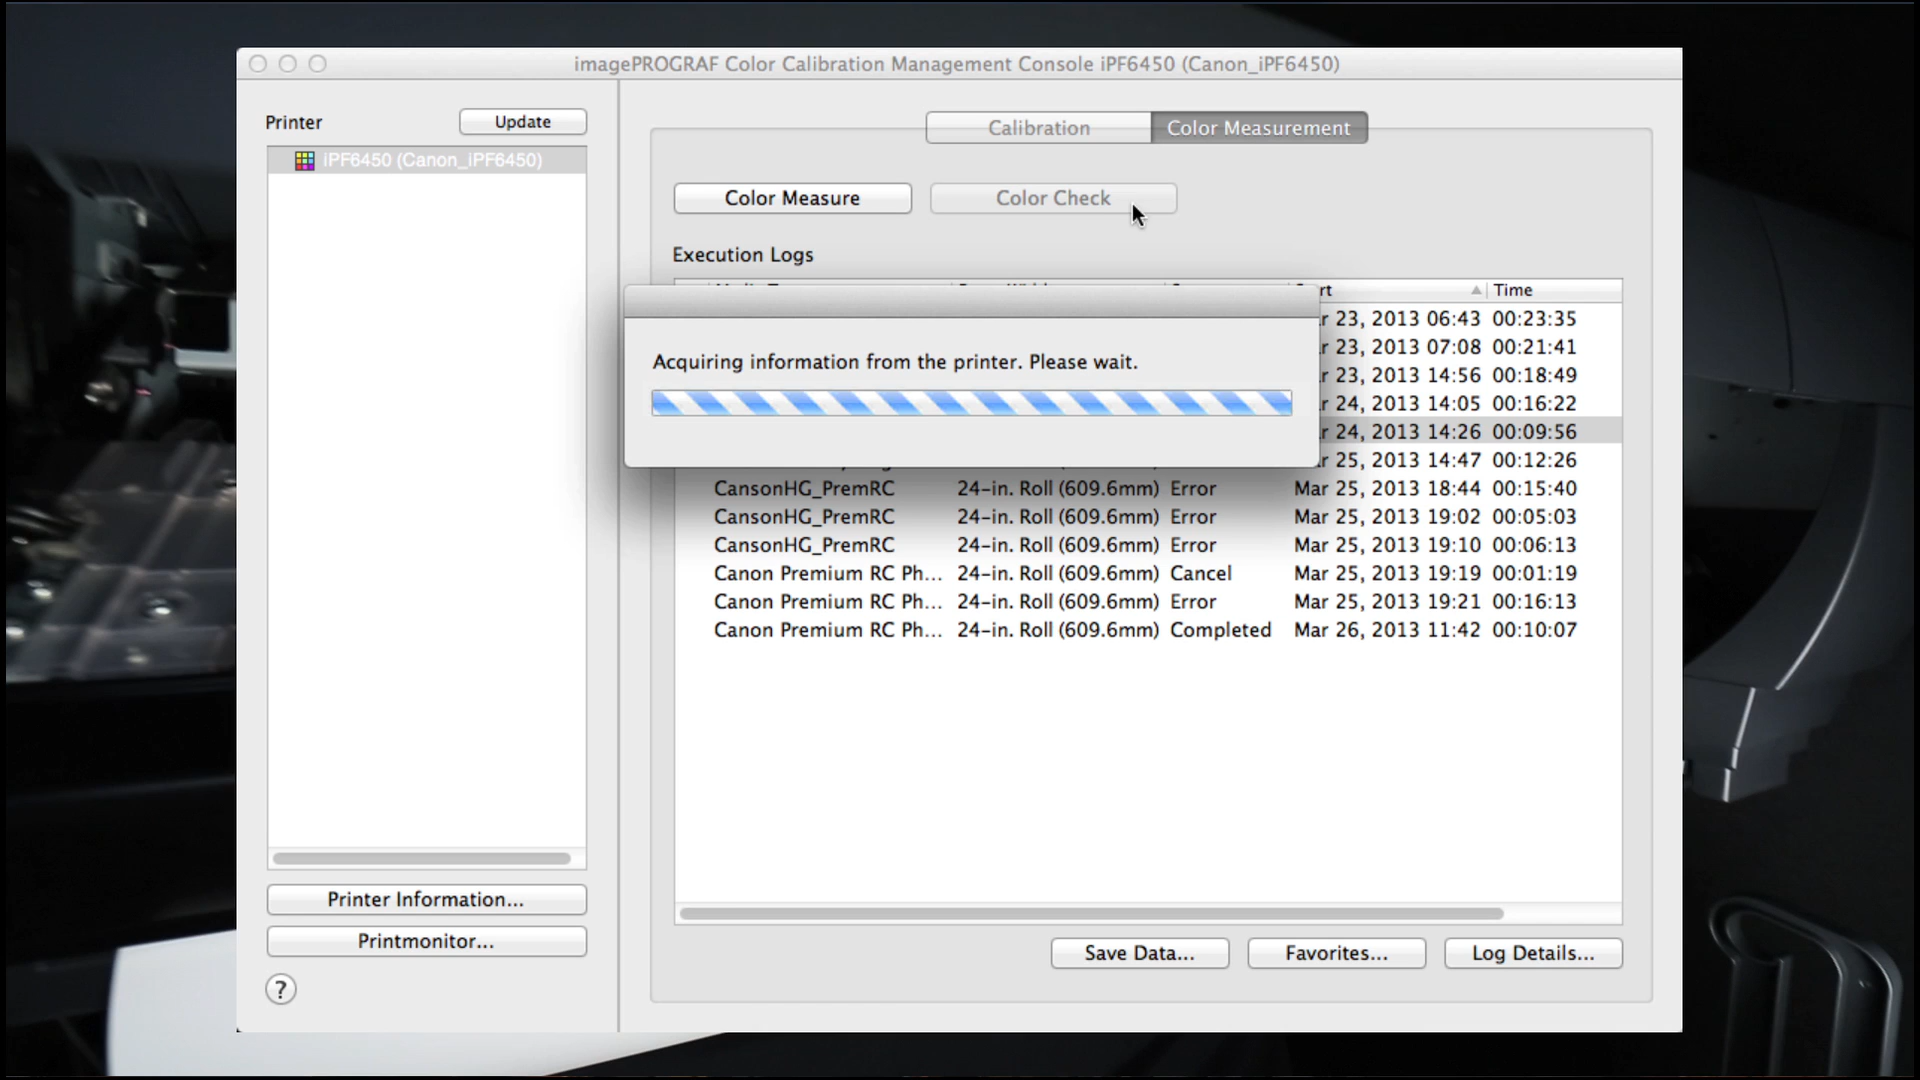 imagePROGRAF Color Calibration Management Console iPF6450 (Canon_iPF6450)
Printer
Update
iPF6450 (Canon_iPF6450)
Printer Information...
Printmonitor...
?
Calibration
Color Measurement
Color Measure
Color Check
Execution Logs
Time
23, 2013 06:43 00:23:35
23, 2013 07:08 00:21:41
23, 2013 14:56 00:18:49
24, 2013 14:05 00:16:22
24, 2013 14:26 00:09:56
25, 2013 14:47 00:12:26
Acquiring information from the printer. Please wait.
CansonHG_PremRC 24-in. Roll (609.6mm) Error Mar 25, 2013 18:44 00:15:40
CansonHG_PremRC 24-in. Roll (609.6mm) Error Mar 25, 2013 19:02 00:05:03
CansonHG_PremRC 24-in. Roll (609.6mm) Error Mar 25, 2013 19:10 00:06:13
Canon Premium RC Ph... 24-in. Roll (609.6mm) Cancel Mar 25, 2013 19:19 00:01:19
Canon Premium RC Ph... 24-in. Roll (609.6mm) Error Mar 25, 2013 19:21 00:16:13
Canon Premium RC Ph... 24-in. Roll (609.6mm) Completed Mar 26, 2013 11:42 00:10:07
Save Data...
Favorites...
Log Details...